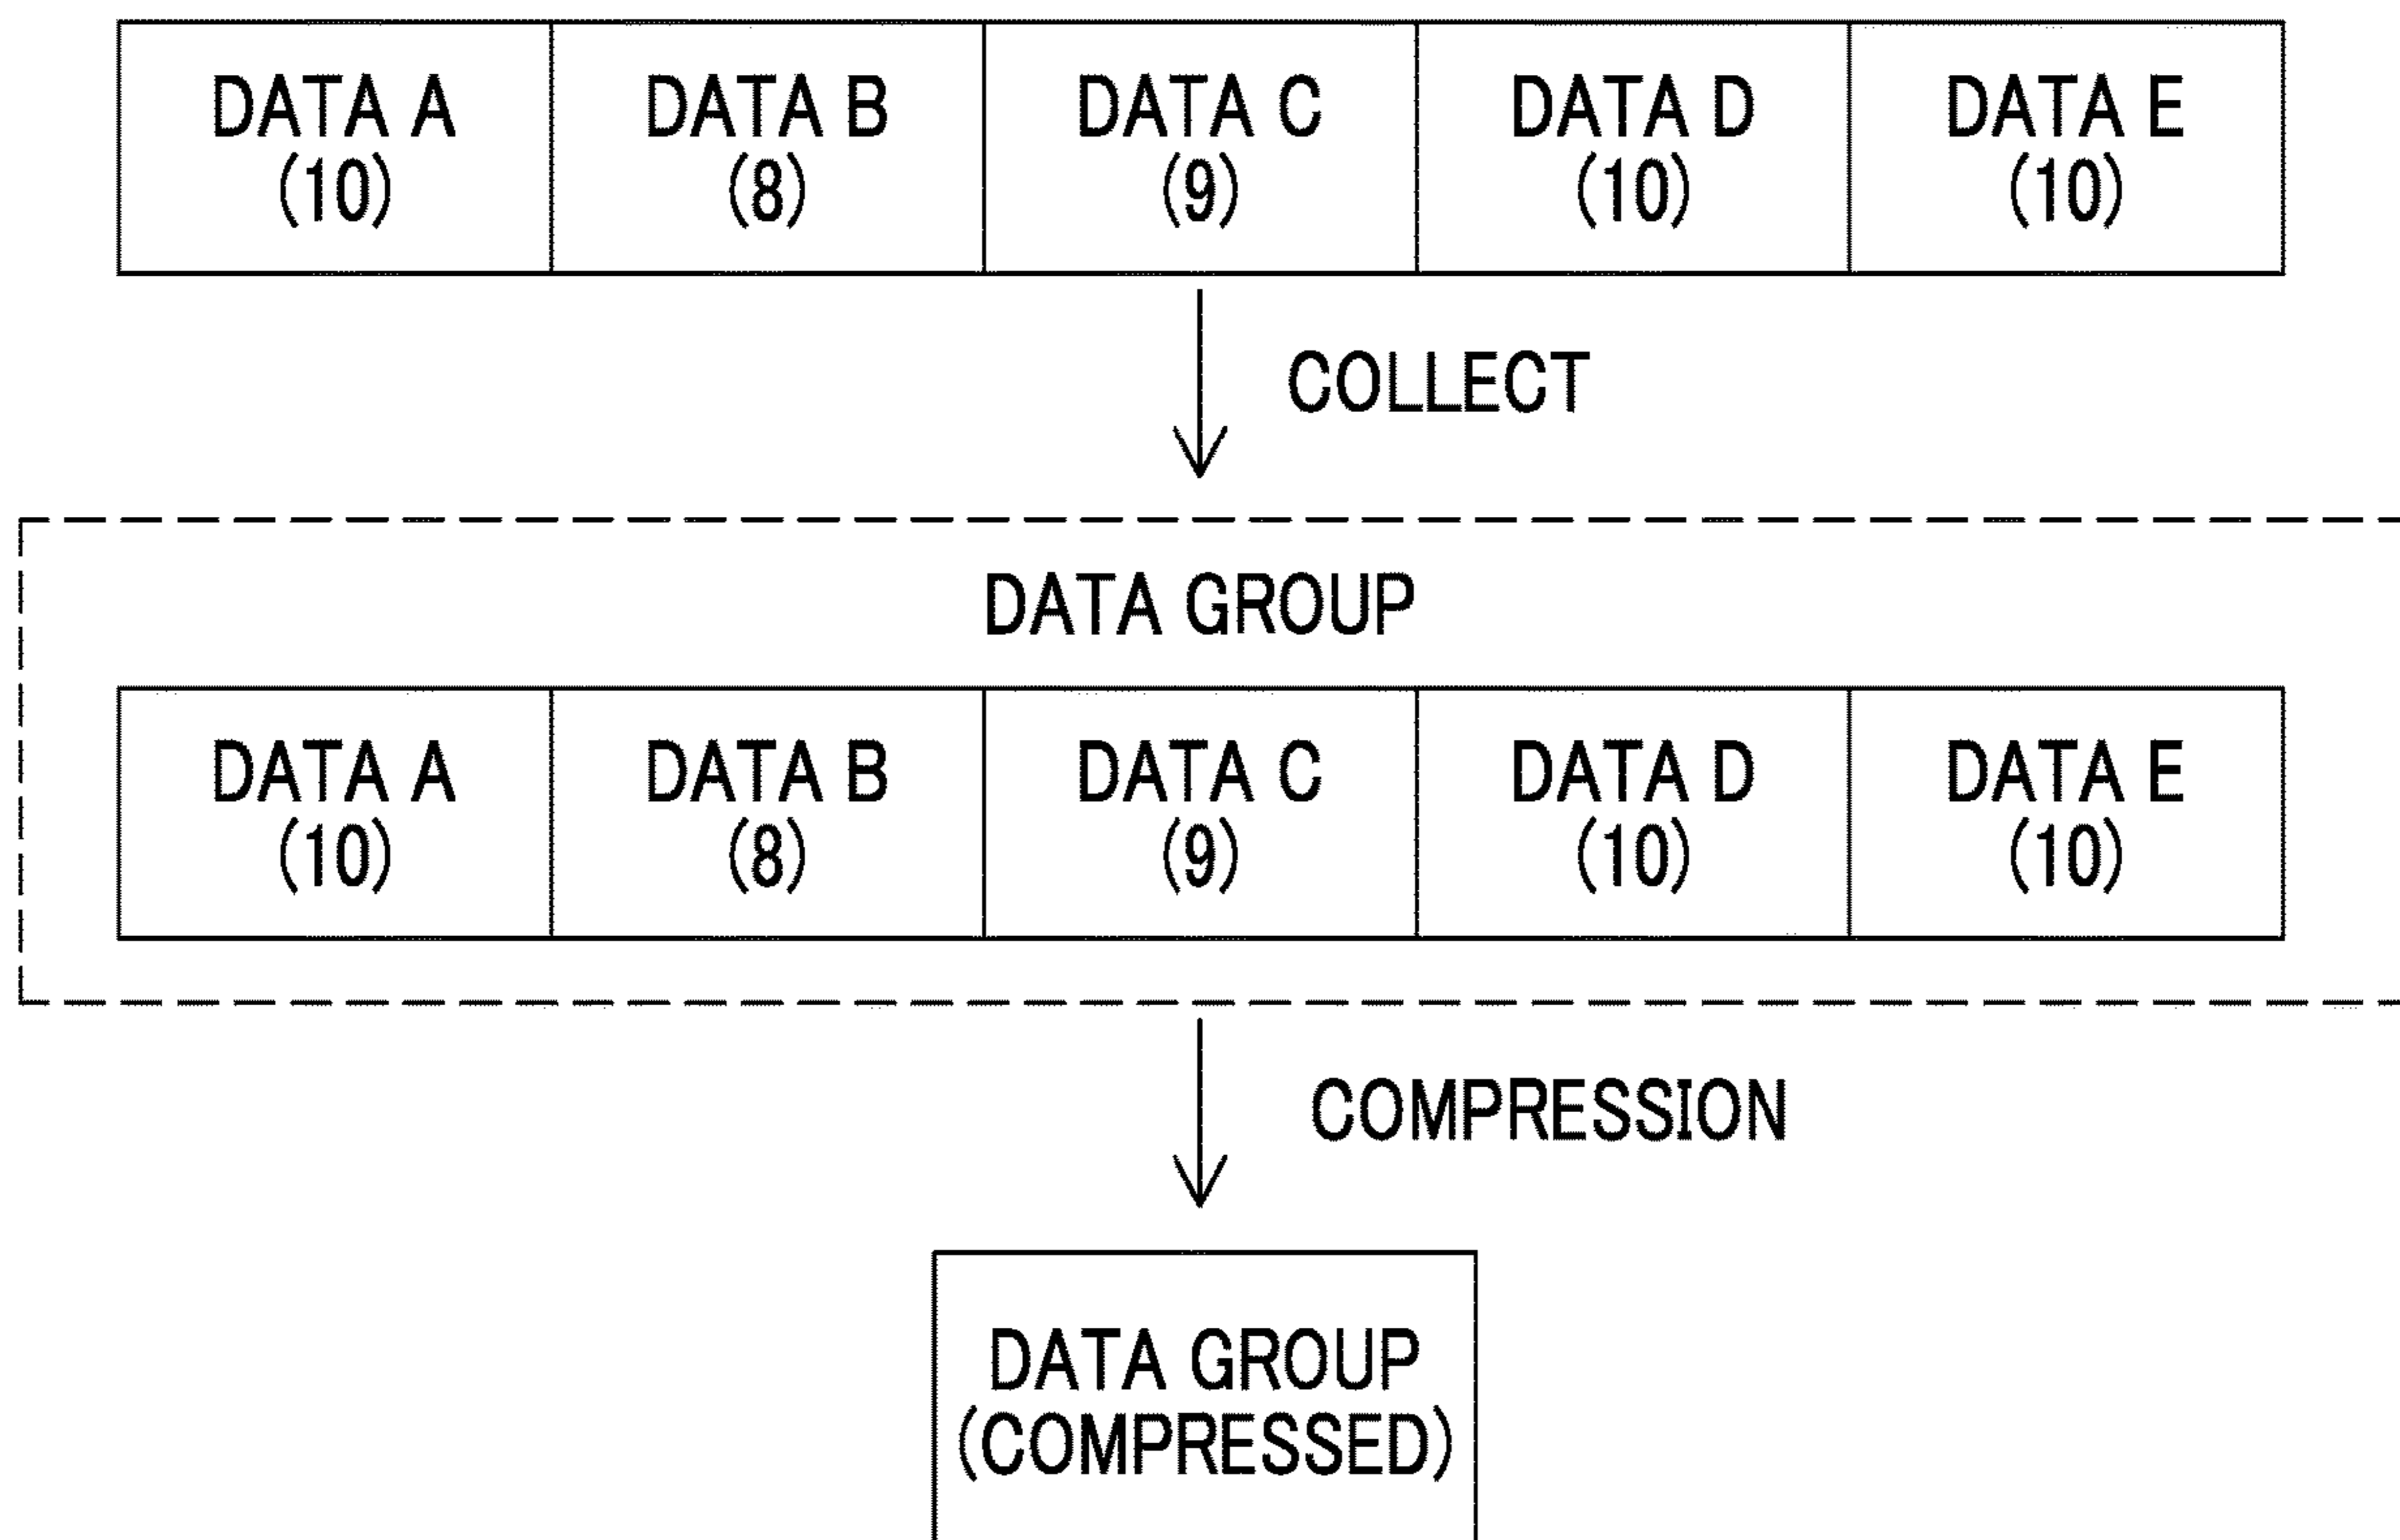 DATA A DATA B DATA C DATA D DATA E
(10) (8) (9) (10) (10)
COLLECT
DATA GROUP
DATA A DATA B DATA C DATA D DATA E
(10) (8) (9) (10) (10)
COMPRESSION
DATA GROUP
(COMPRESSED)